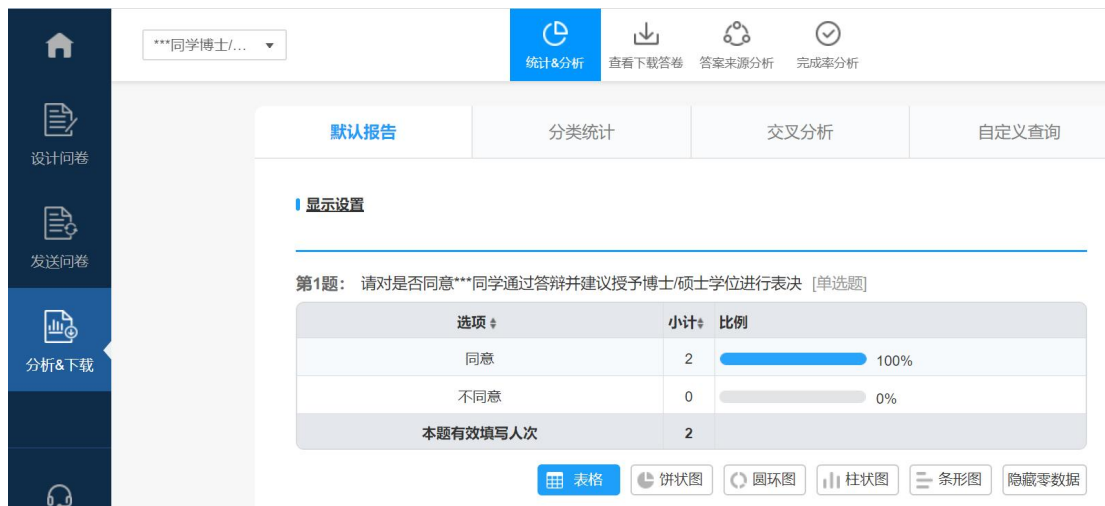 ***同学博士/...
统计&分析
查看下载答卷
答案来源分析
完成率分析
设计问卷
发送问卷
分析&下载
默认报告
分类统计
交叉分析
自定义查询
显示设置
第1题: 请对是否同意***同学通过答辩并建议授予博士/硕士学位进行表决 [单选题]
选项 小计 比例
同意 2 100%
不同意 0 0%
本题有效填写人次 2
表格 饼状图 圆环图 柱状图 条形图 隐藏零数据